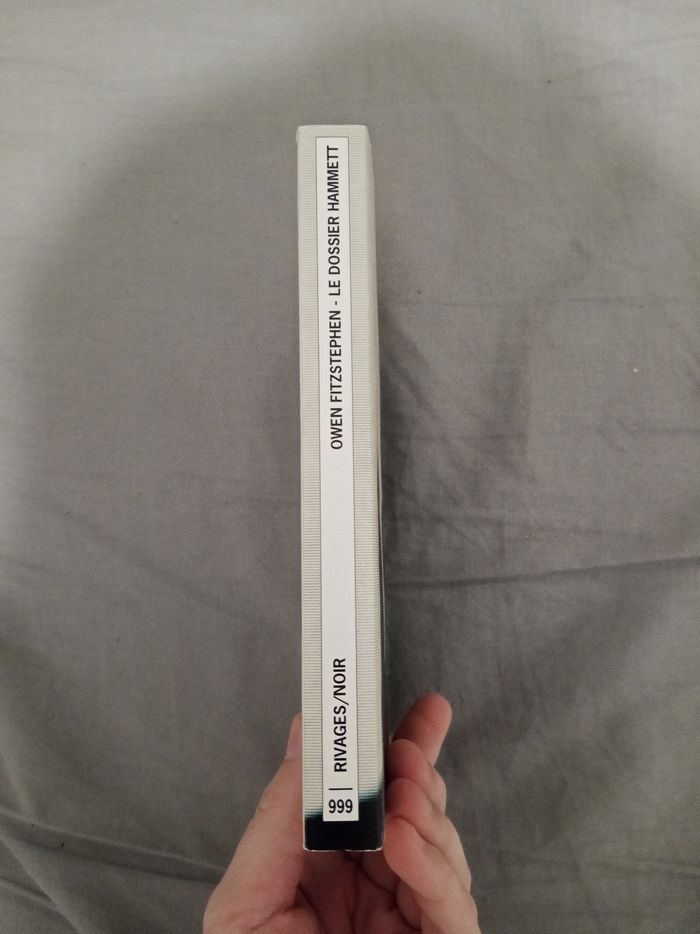 OWEN FITZSTEPHEN - LE DOSSIER HAMMETT
RIVAGES/NOIR
999